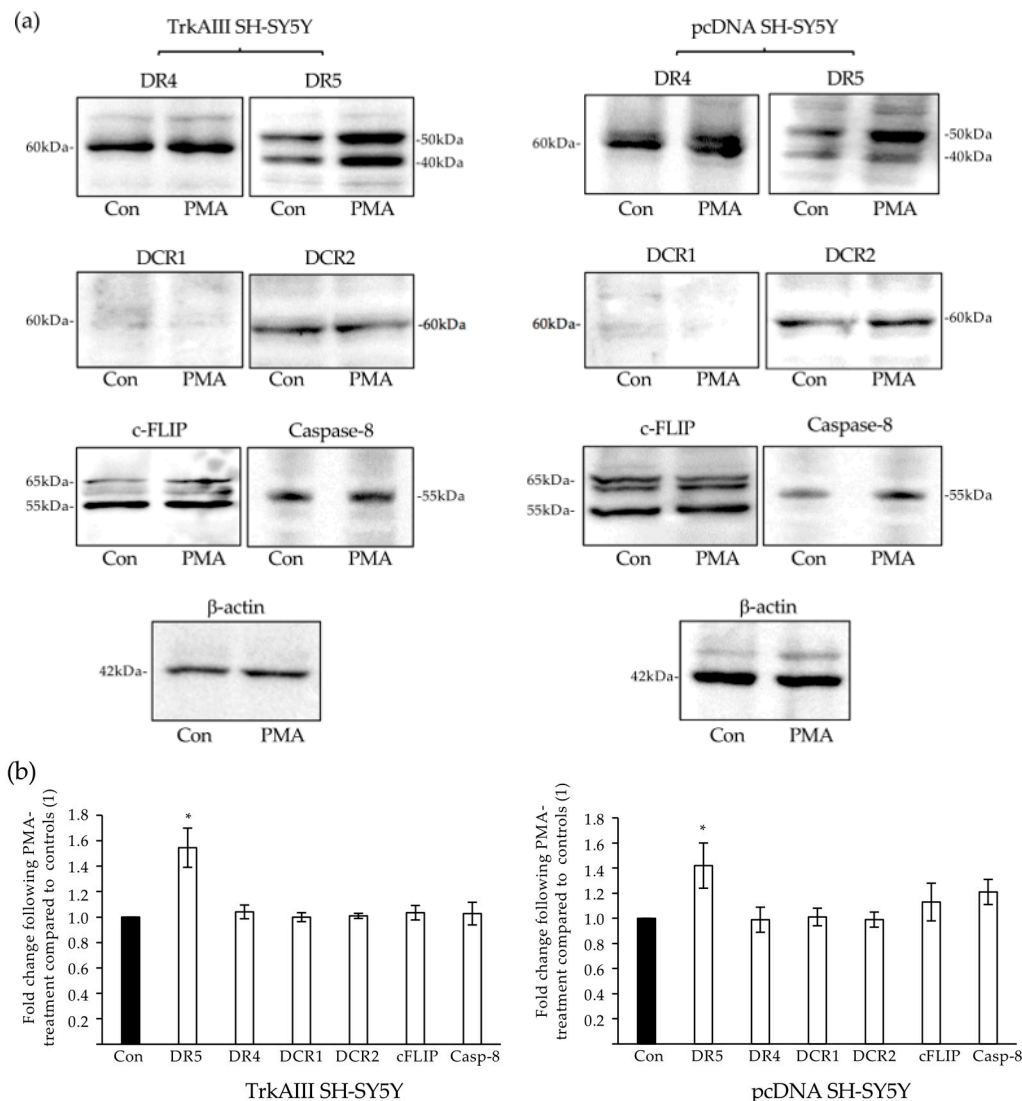 (a)
TrkAIII SH-SY5Y
pcDNA SH-SY5Y
DR4 DR5
DR4 DR5
60kDa- -50kDa
-40kDa
60kDa- -50kDa
-40kDa
Con PMA Con PMA
Con PMA Con PMA
DCR1 DCR2
DCR1 DCR2
60kDa- -60kDa
60kDa- -60kDa
Con PMA Con PMA
Con PMA Con PMA
c-FLIP Caspase-8
c-FLIP Caspase-8
65kDa-
55kDa- -55kDa
65kDa-
55kDa- -55kDa
Con PMA Con PMA
Con PMA Con PMA
β-actin
β-actin
42kDa-
42kDa-
Con PMA
Con PMA
(b)
Fold change following PMA-
treatment compared to controls (1)
1.8
1.6
1.4
1.2
1.0
0.8
0.6
0.4
0.2
*
Con DR5 DR4 DCR1 DCR2 cFLIP Casp-8
TrkAIII SH-SY5Y
Fold change following PMA-
treatment compared to controls (1)
1.8
1.6
1.4
1.2
1.0
0.8
0.6
0.4
0.2
*
Con DR5 DR4 DCR1 DCR2 cFLIP Casp-8
pcDNA SH-SY5Y